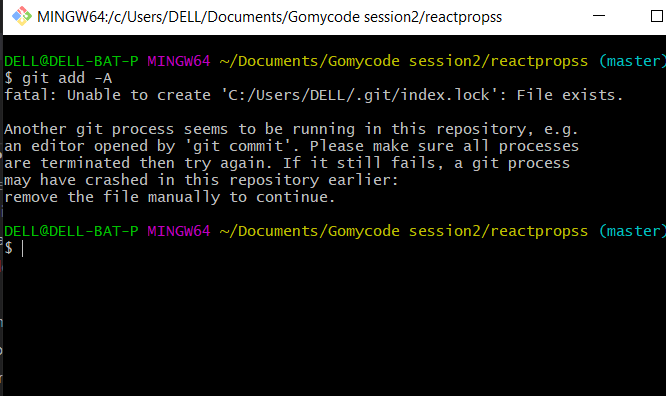 MINGW64:/c/Users/DELL/Documents/Gomycode session2/reactpropss
DELL@DELL-BAT-P MINGW64 ~/Documents/Gomycode session2/reactpropss (master)
$ git add -A
fatal: Unable to create 'C:/Users/DELL/.git/index.lock': File exists.
Another git process seems to be running in this repository, e.g.
an editor opened by 'git commit'. Please make sure all processes
are terminated then try again. If it still fails, a git process
may have crashed in this repository earlier:
remove the file manually to continue.
DELL@DELL-BAT-P MINGW64 ~/Documents/Gomycode session2/reactpropss (master)
$